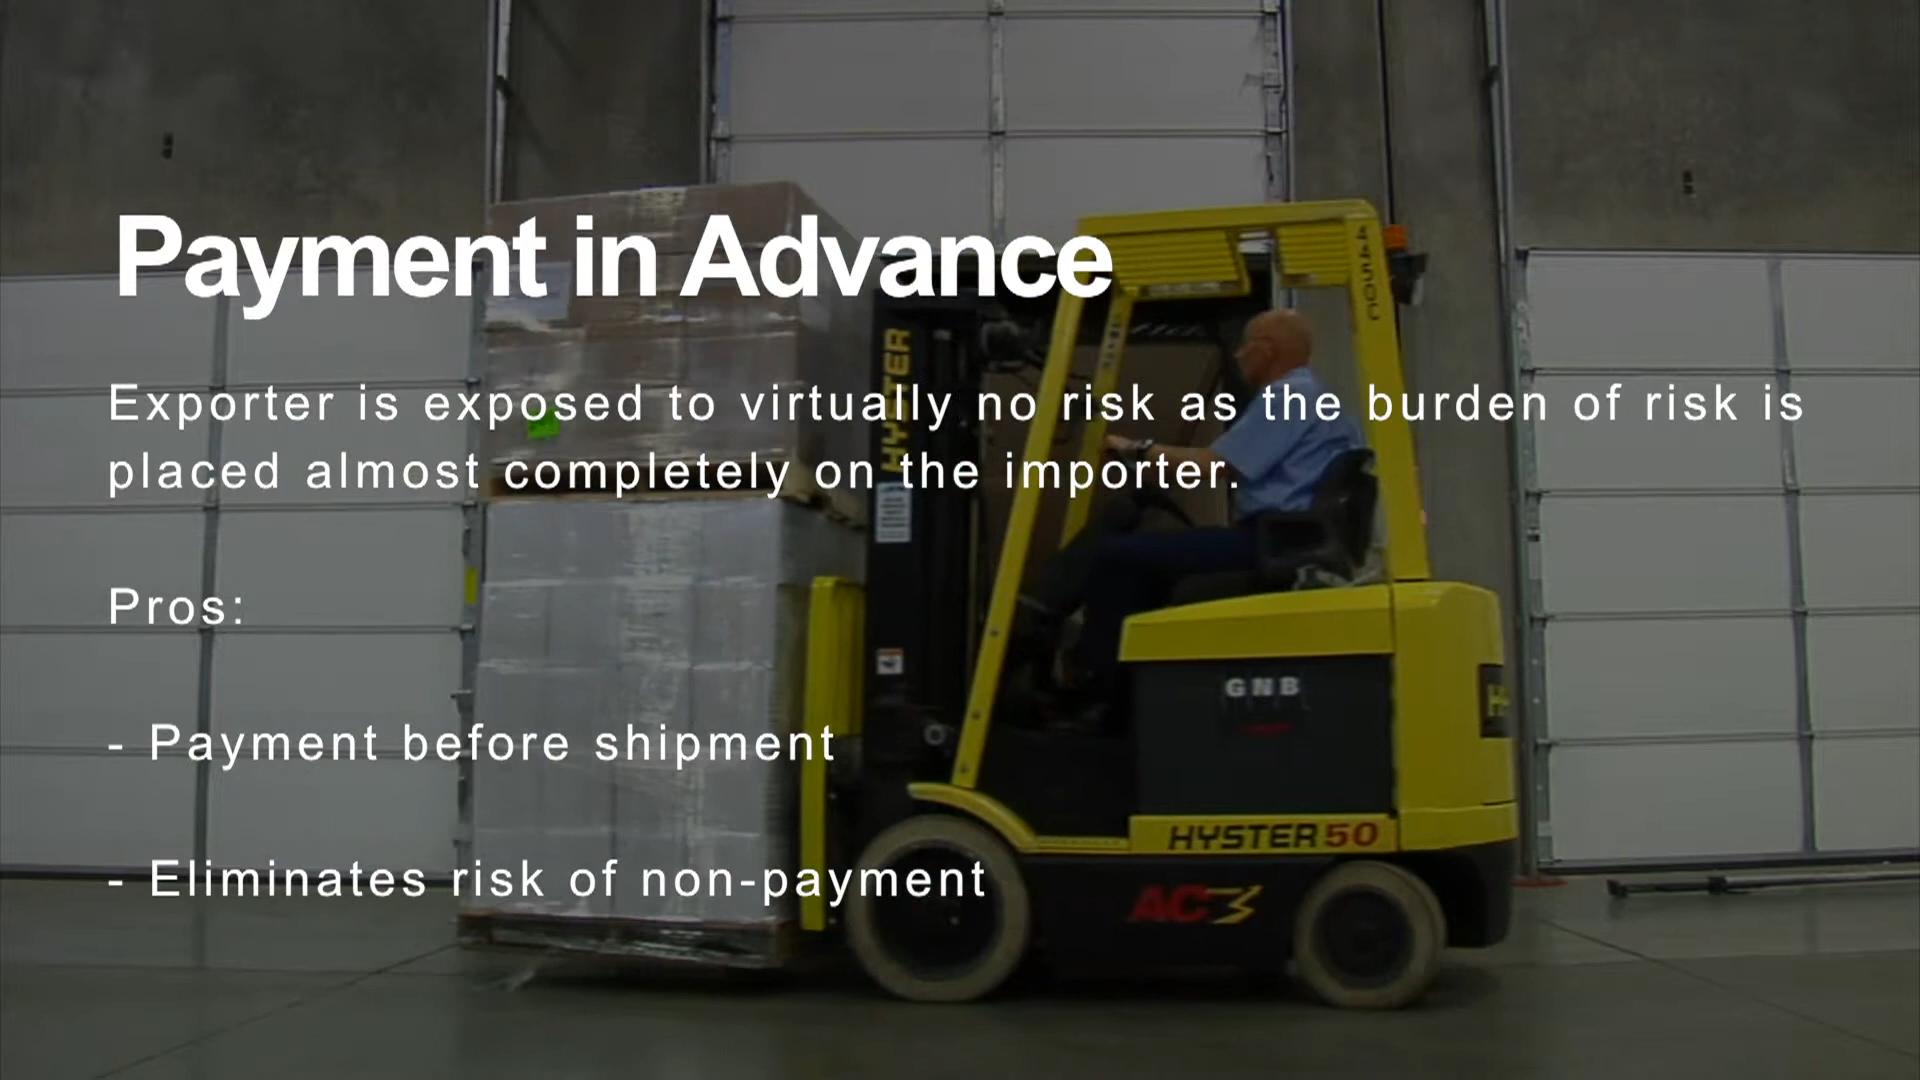 Payment in Advance
Exporter is exposed to virtually no risk as the burden of risk is
placed almost completely on the importer.
Pros:
- Payment before shipment
- Eliminates risk of non-payment
HYSTER
GNB
HYSTER 50
AC